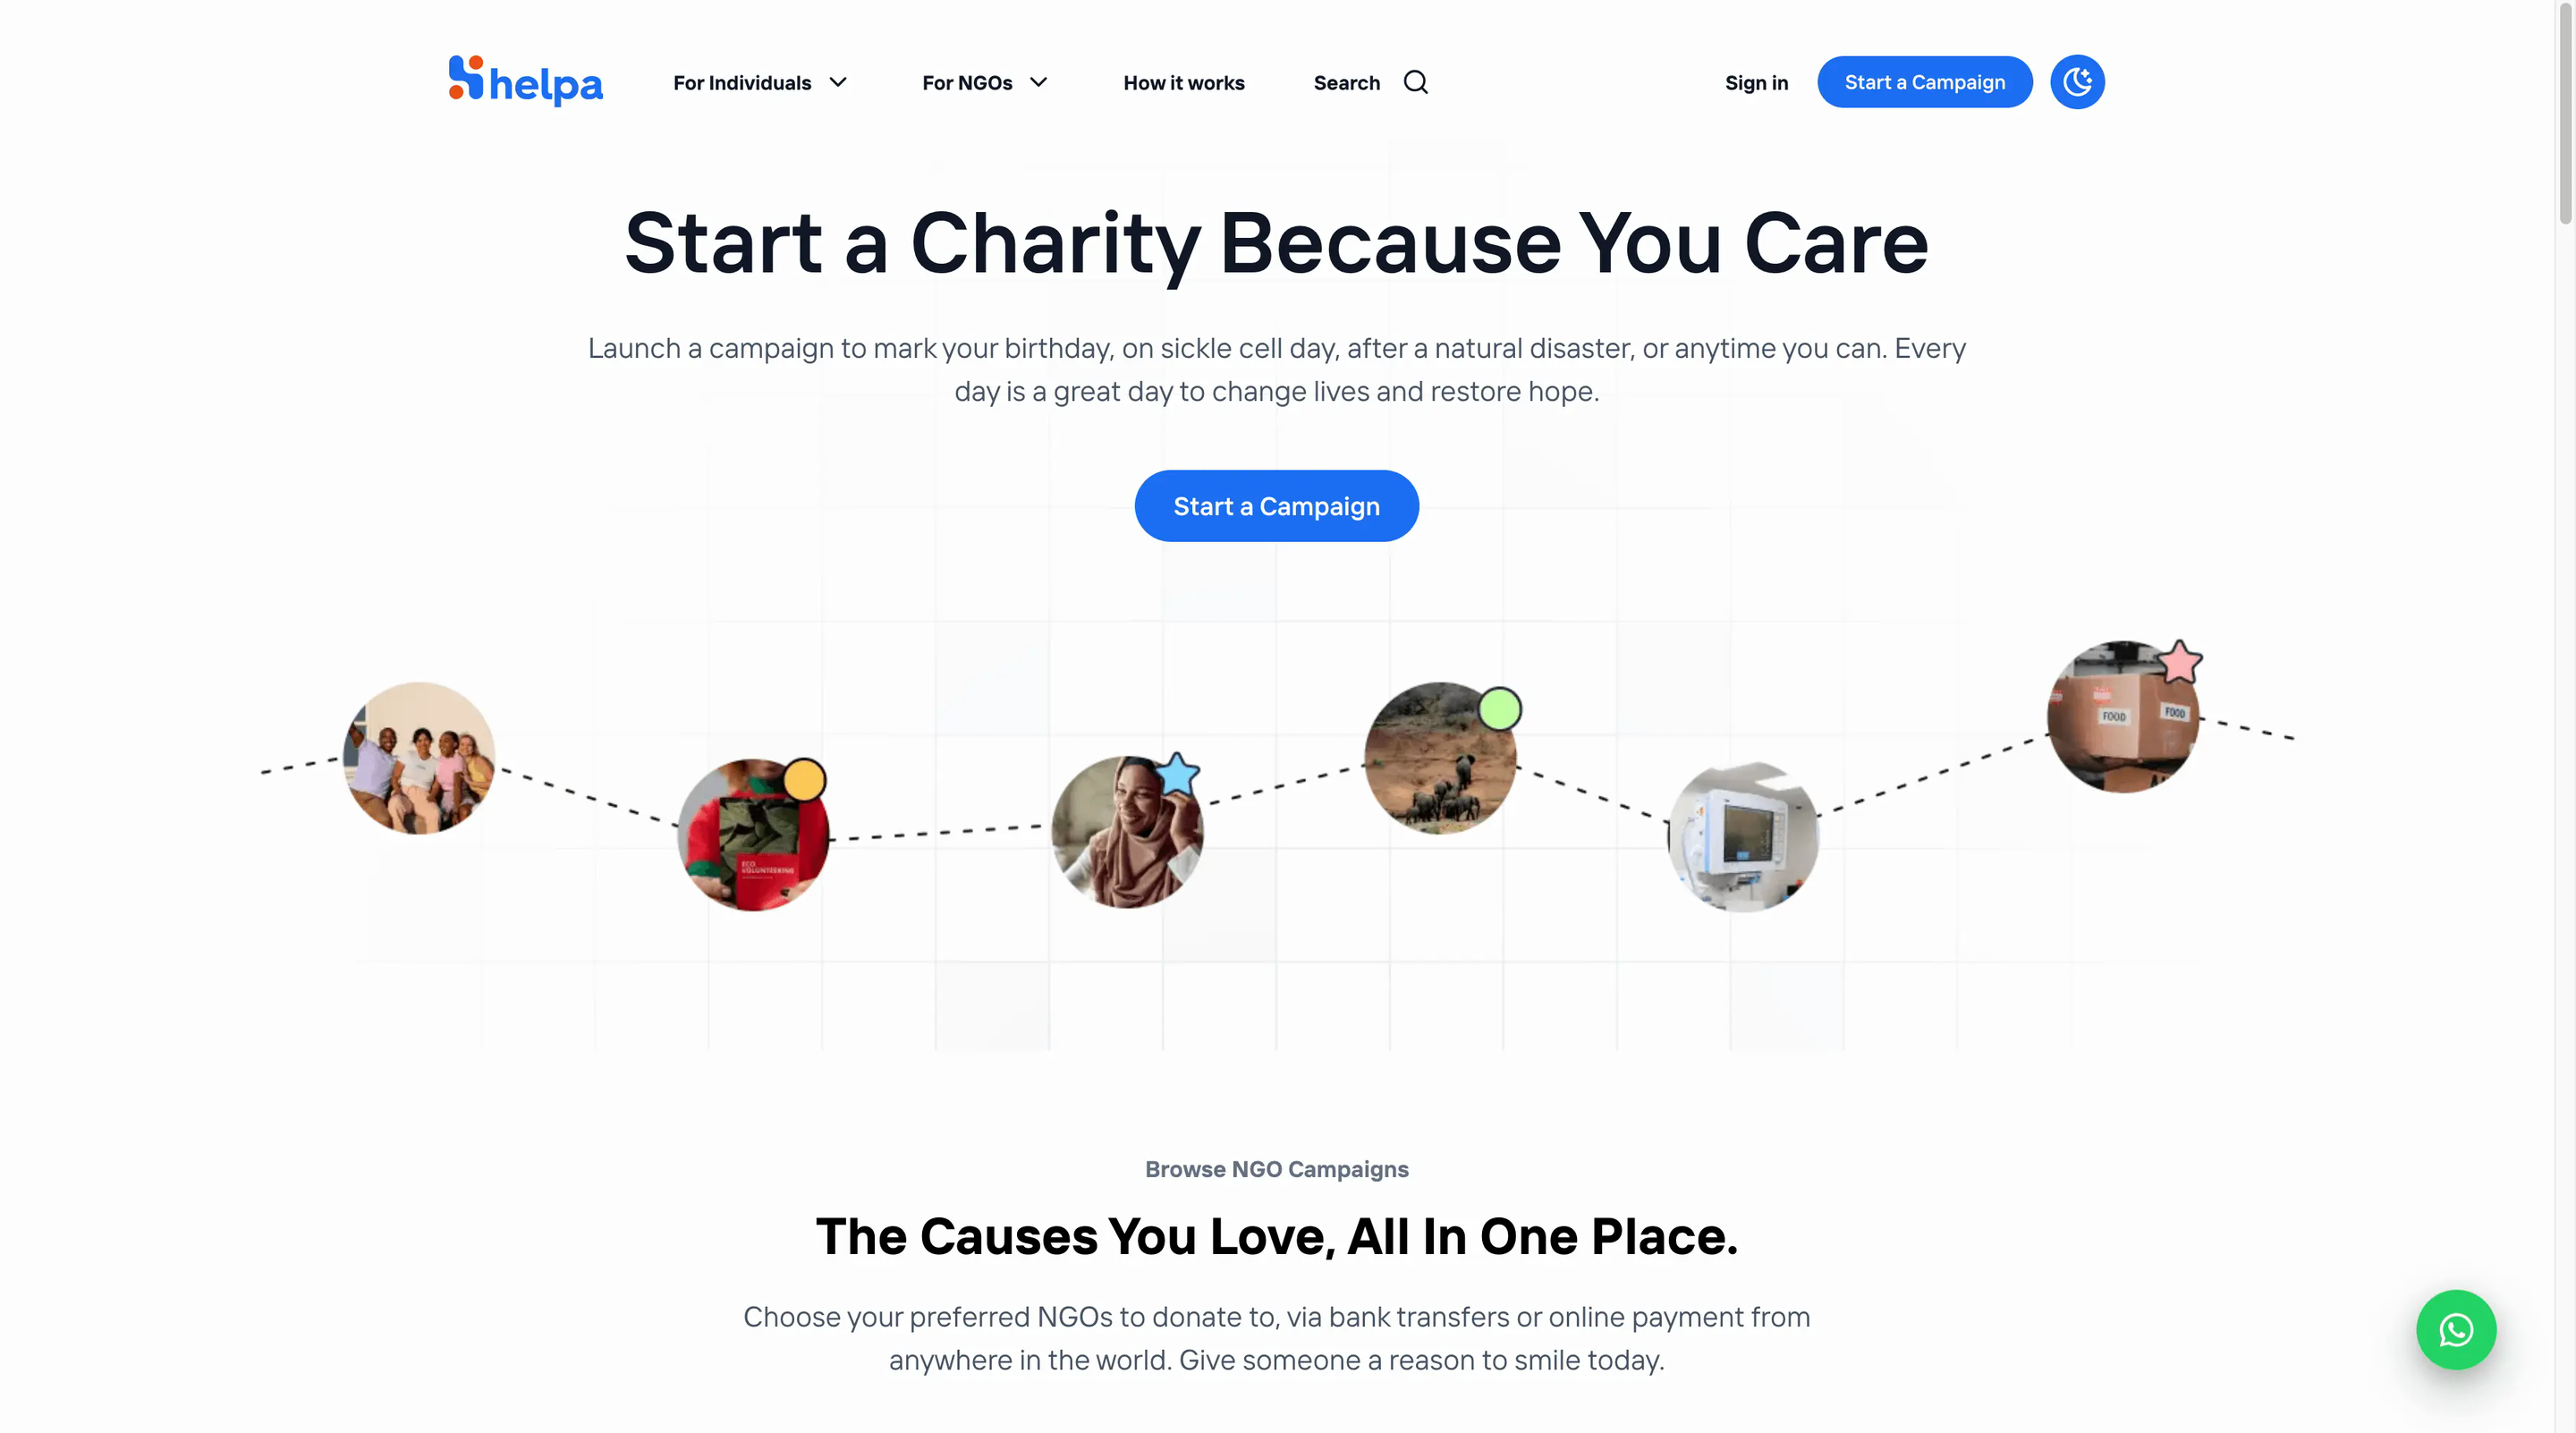 helpa
For Individuals
For NGOs
How it works
Search
Sign in
Start a Campaign
Start a Charity Because You Care
Launch a campaign to mark your birthday, on sickle cell day, after a natural disaster, or anytime you can. Every
day is a great day to change lives and restore hope.
Start a Campaign
ECO
VOLUNTEERING
FOOD
FOOD
Browse NGO Campaigns
The Causes You Love, All In One Place.
Choose your preferred NGOs to donate to, via bank transfers or online payment from
anywhere in the world. Give someone a reason to smile today.